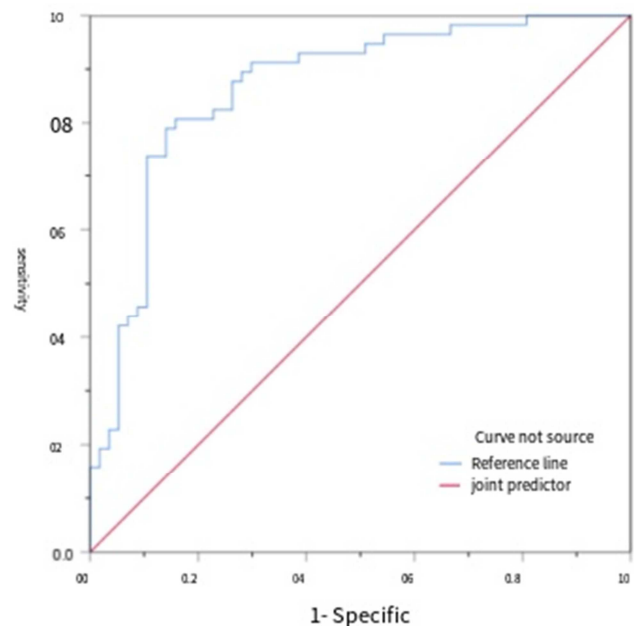 10
08
06
04
02
0.0
sensitivity
Curve not source
Reference line
joint predictor
00 0.2 04 06 0.8 10
1- Specific